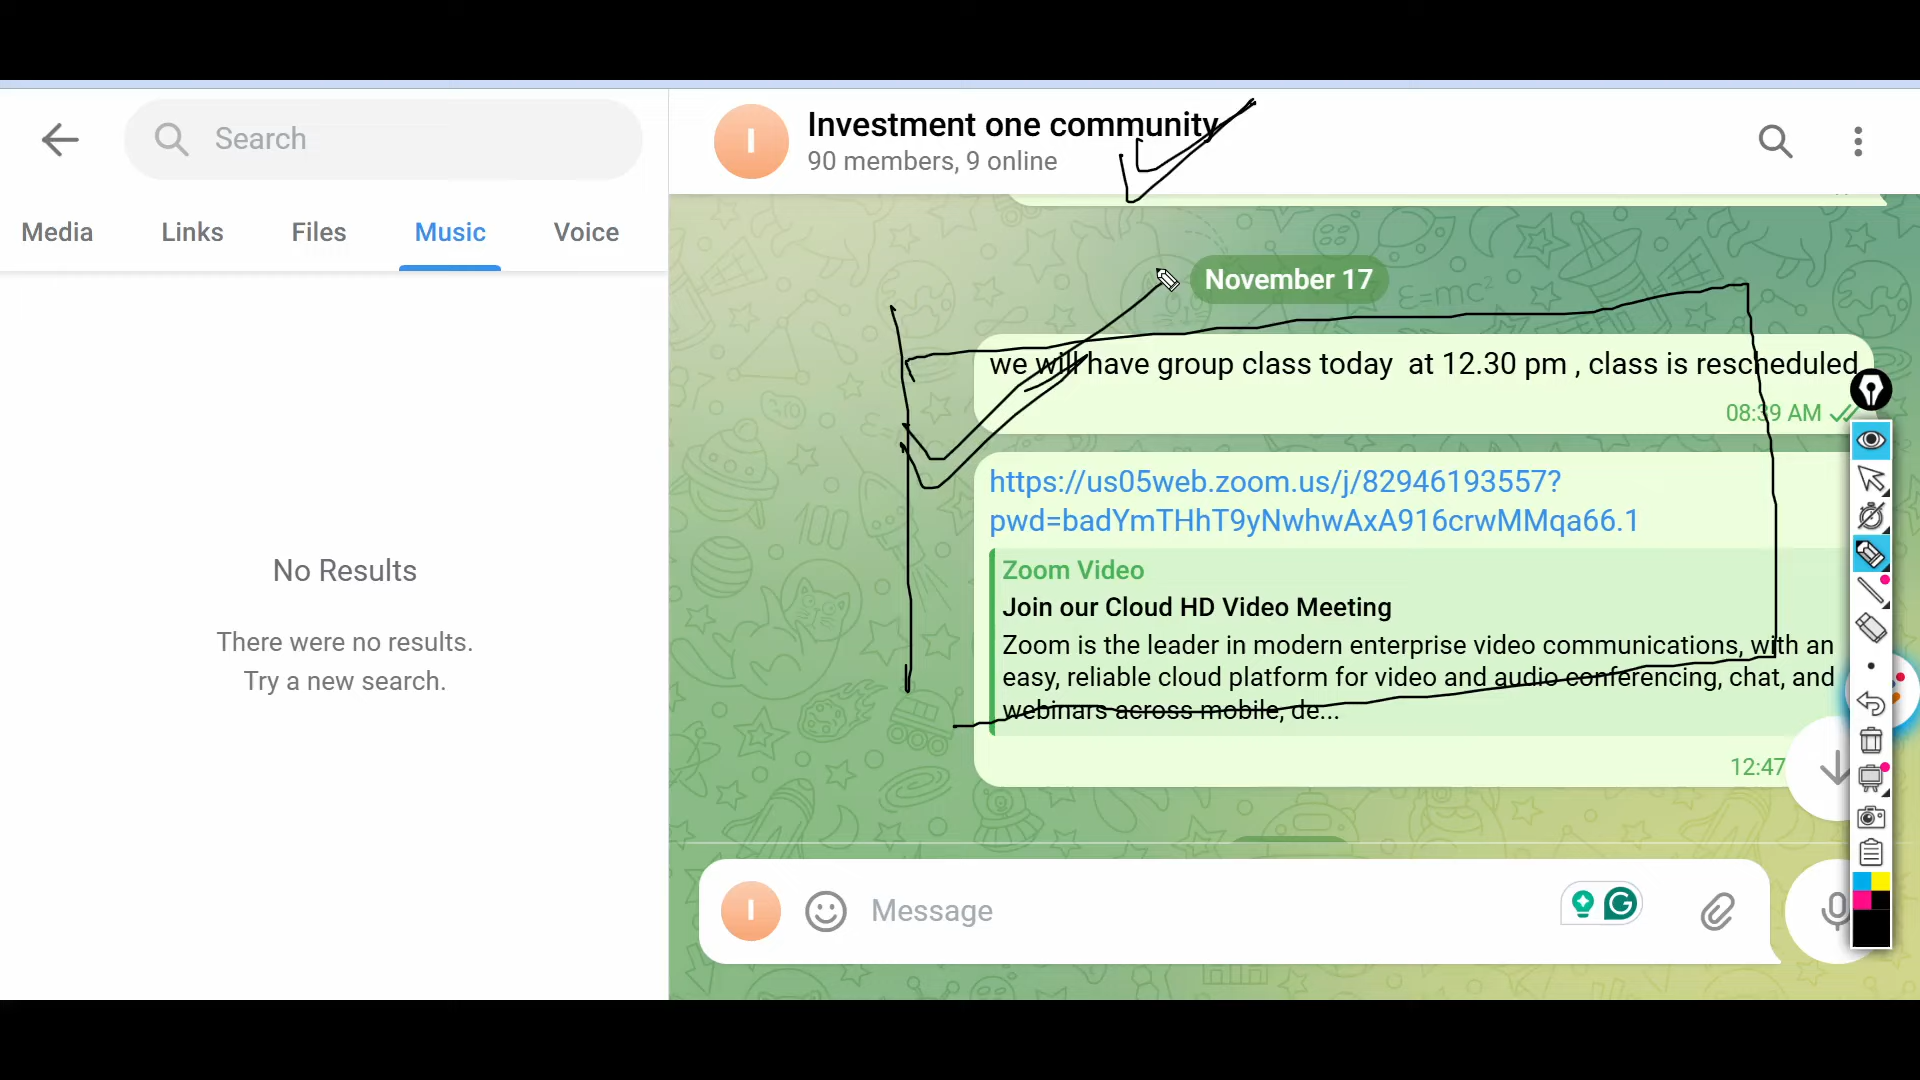 Search
Media
Links
Files
Music
Voice
No Results
There were no results.
Try a new search.
I
Investment one community
90 members, 9 online
November 17
we will have group class today at 12.30 pm , class is rescheduled
08:39 AM
https://us05web.zoom.us/j/82946193557?
pwd=badYmTHhT9yNwhwAxA916crwMMqa66.1
Zoom Video
Join our Cloud HD Video Meeting
Zoom is the leader in modern enterprise video communications, with an
easy, reliable cloud platform for video and audio conferencing, chat, and
webinars across mobile, de...
12:47
I
Message